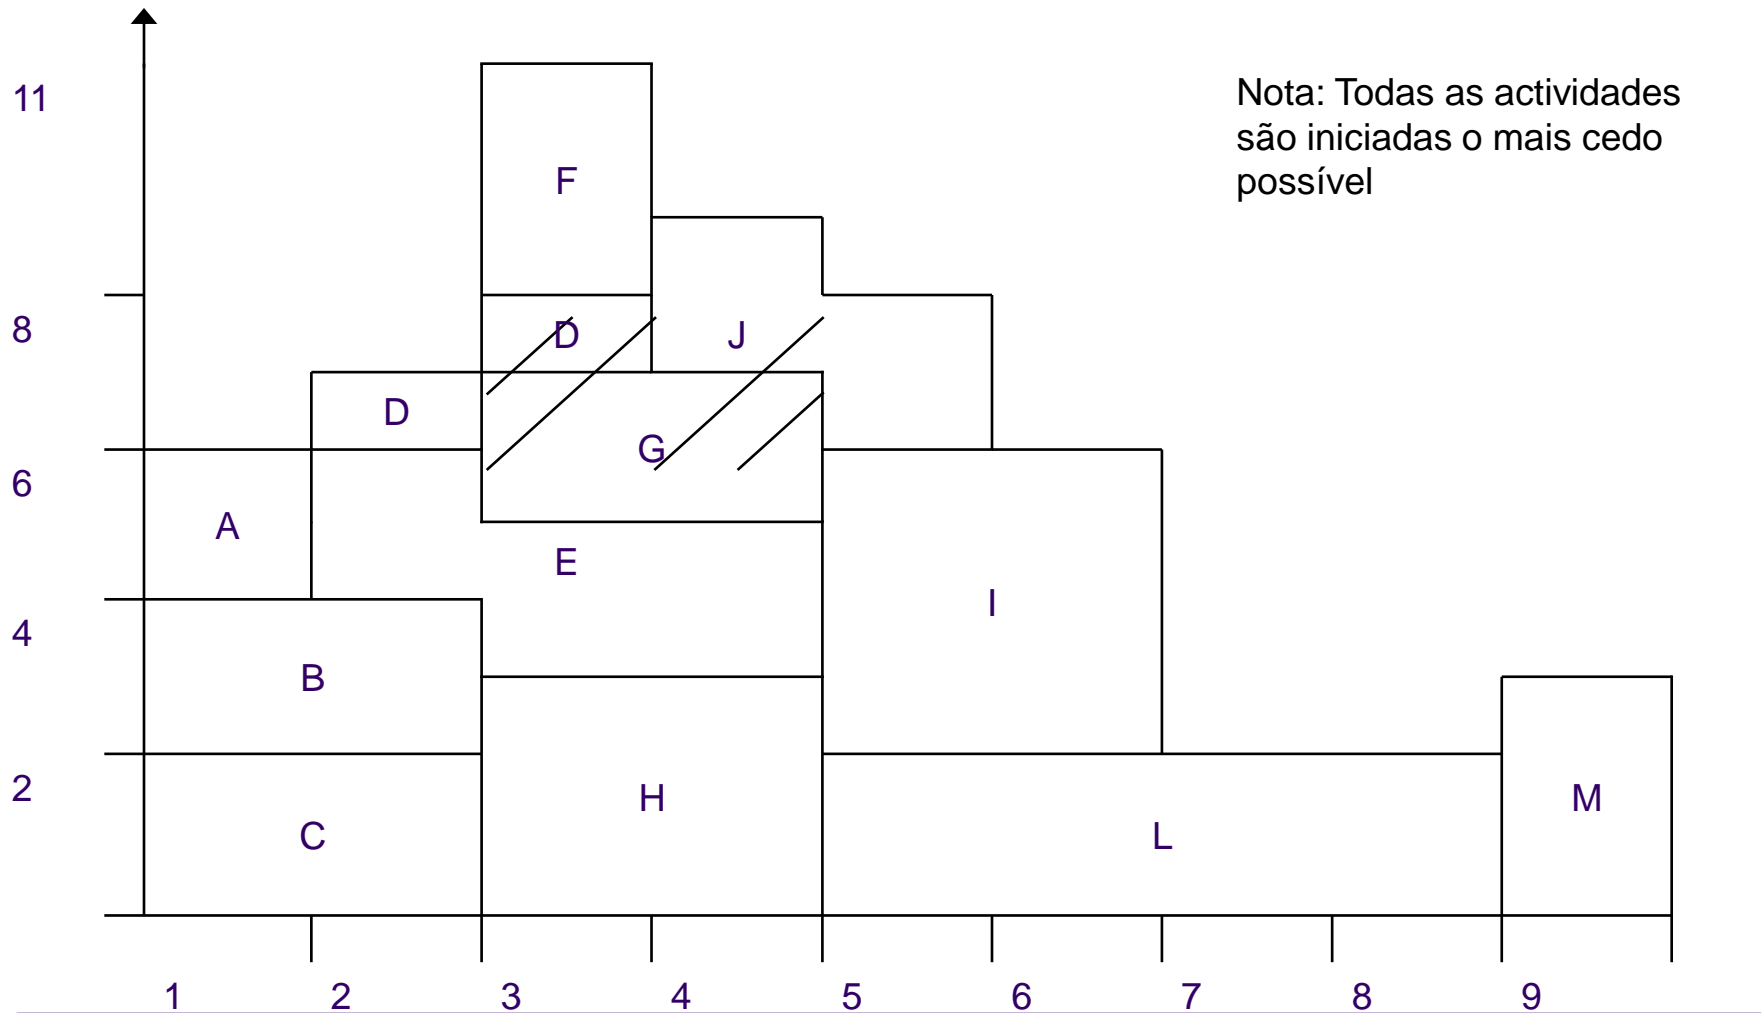 11
Nota: Todas as actividades
são iniciadas o mais cedo
possível
F
8
D
J
D
G
6
A
E
I
4
B
2
H
M
C
L
1 2 3 4 5 6 7 8 9